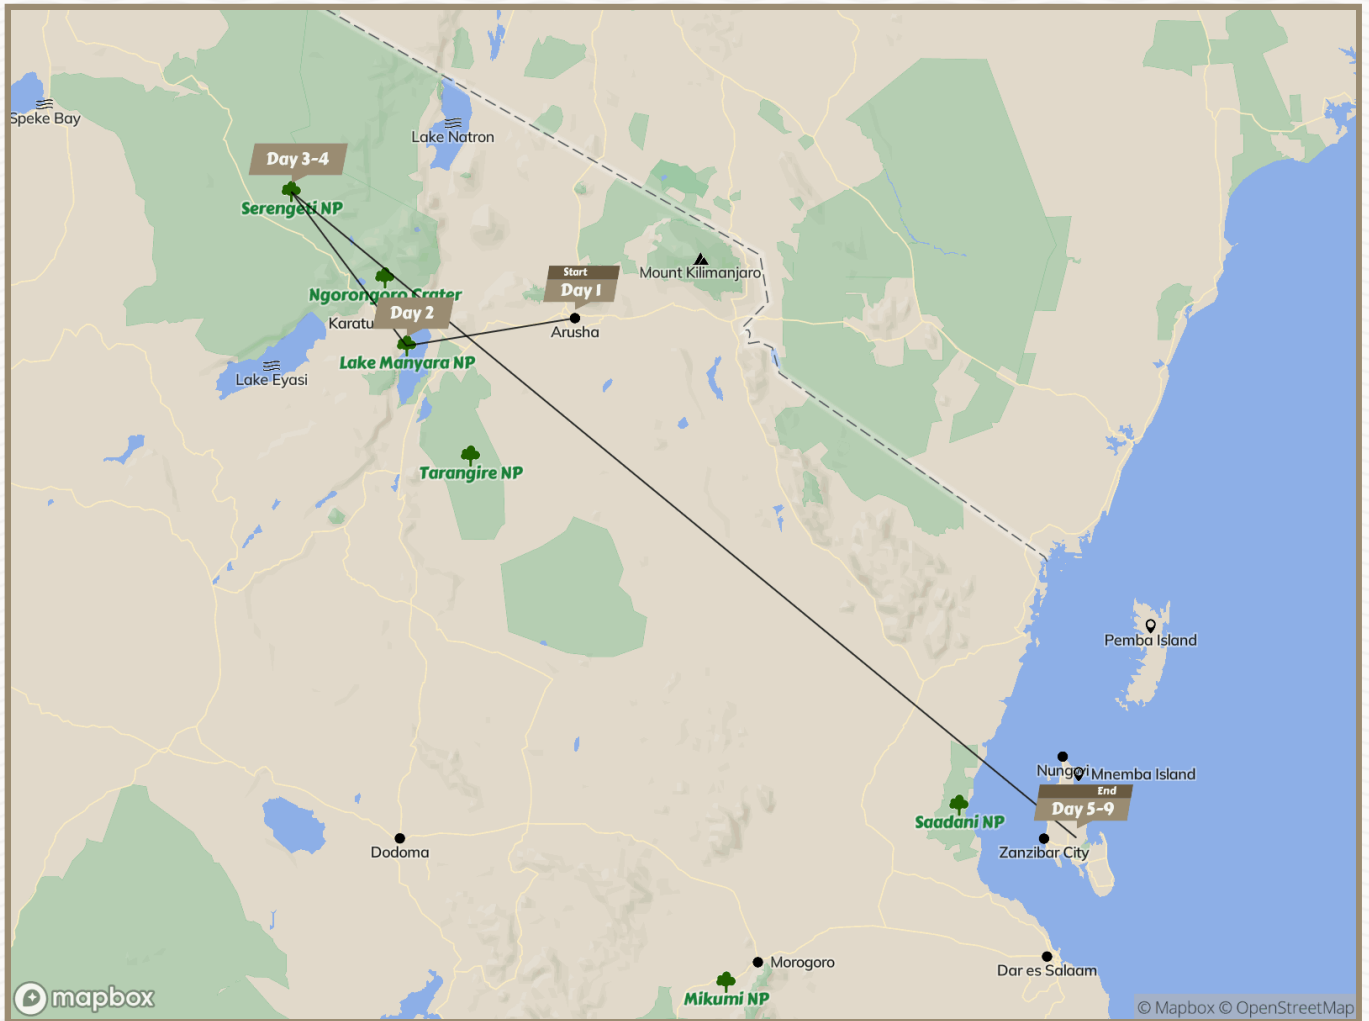 Speke Bay
Lake Natron
Day 3-4
Serengeti NP
Mount Kilimanjaro
Start
Day 1
Arusha
Ngorongoro Crater
Day 2
Lake Manyara NP
Lake Eyasi
Tarangire NP
Pemba Island
Mnemba Island
End
Day 5-9
Saadani NP
Zanzibar City
Dodoma
Morogoro
Dar es Salaam
Mikumi NP
mapbox
© Mapbox © OpenStreetMap